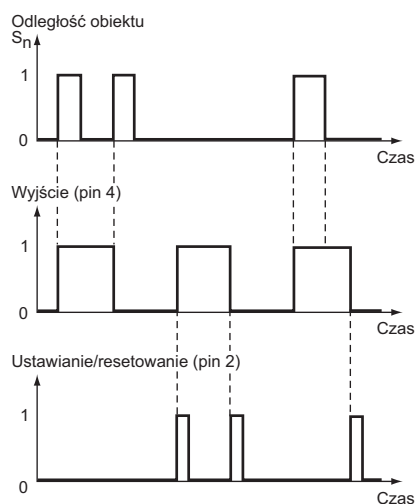 Odległość obiektu
Sn
1
0
Czas
Wyjście (pin 4)
1
0
Czas
Ustawianie/resetowanie (pin 2)
1
0
Czas